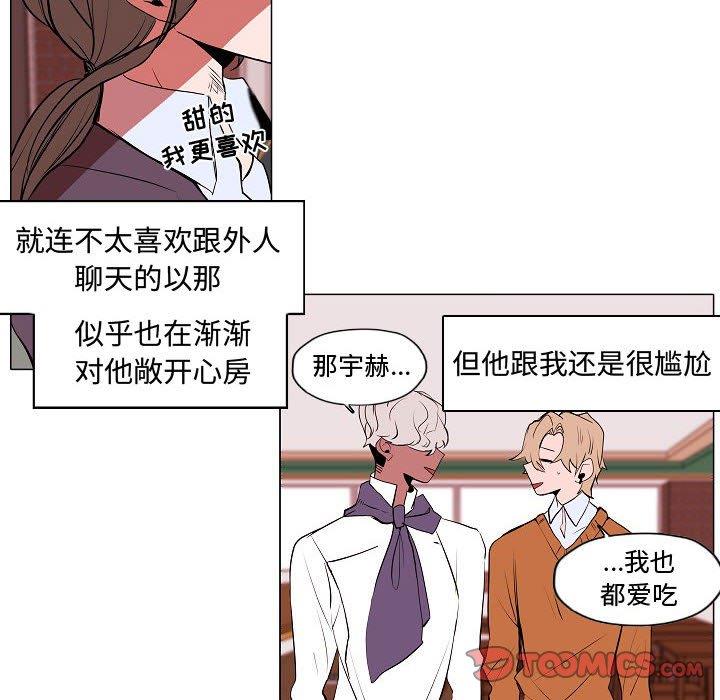 甜的
我更喜欢
就连不太喜欢跟外人
聊天的以那
似乎也在渐渐
对他敞开心房
但他跟我还是很尴尬
那宇赫...
...我也
都爱吃
TOOMICS.COM